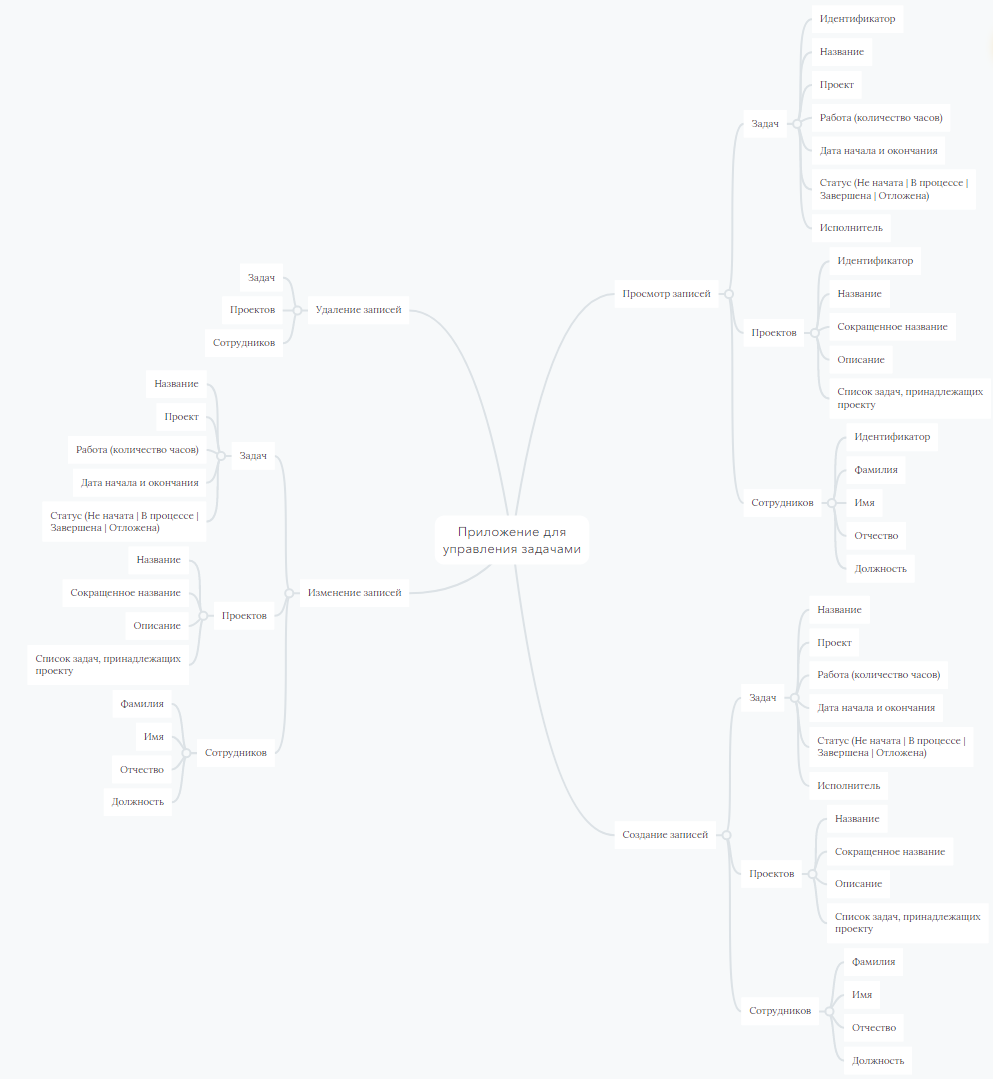 Приложение для
управления задачами
Просмотр записей
Задач
Идентификатор
Название
Проект
Работа (количество часов)
Дата начала и окончания
Статус (Не начата | В процессе |
Завершена | Отложена)
Исполнитель
Проектов
Идентификатор
Название
Сокращенное название
Описание
Список задач, принадлежащих
проекту
Сотрудников
Идентификатор
Фамилия
Имя
Отчество
Должность
Создание записей
Задач
Название
Проект
Работа (количество часов)
Дата начала и окончания
Статус (Не начата | В процессе |
Завершена | Отложена)
Исполнитель
Проектов
Название
Сокращенное название
Описание
Список задач, принадлежащих
проекту
Сотрудников
Фамилия
Имя
Отчество
Должность
Удаление записей
Задач
Проектов
Сотрудников
Изменение записей
Задач
Название
Проект
Работа (количество часов)
Дата начала и окончания
Статус (Не начата | В процессе |
Завершена | Отложена)
Проектов
Название
Сокращенное название
Описание
Список задач, принадлежащих
проекту
Сотрудников
Фамилия
Имя
Отчество
Должность